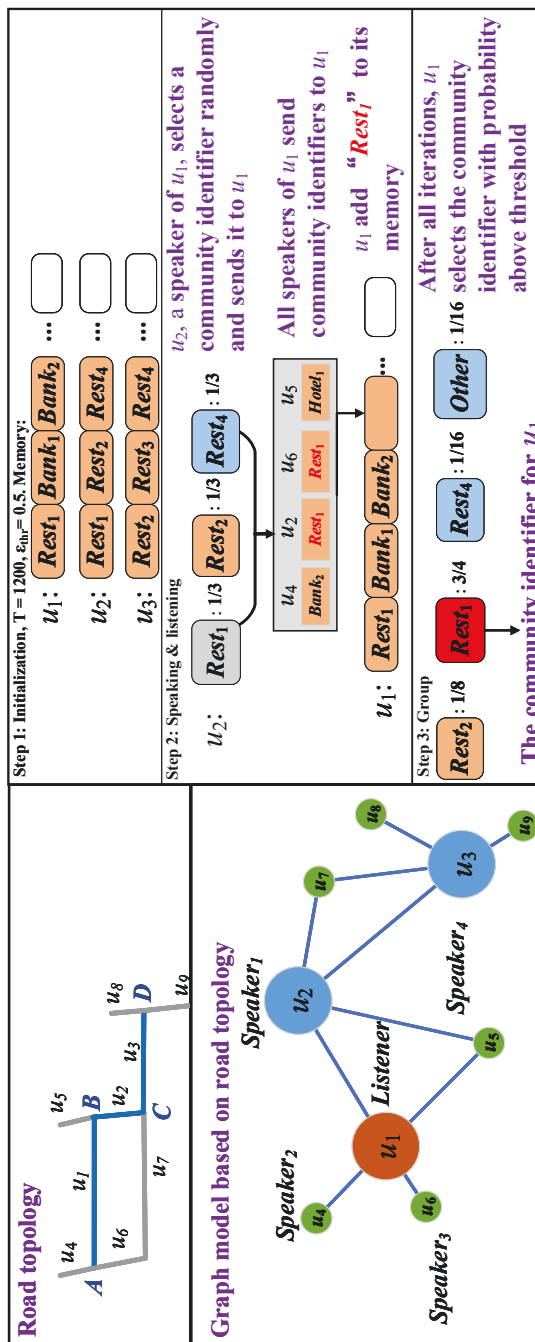 Road topology
u4
A
u6
u1
u5
B
u2
C
u7
u3
u8
D
u9
Graph model based on road topology
Speaker2
u4
Speaker3
u6
u1
Listener
Speaker1
u2
u5
Speaker4
u7
u3
u8
u9
Step 1: Initialization, T = 1200, εthr= 0.5. Memory:
u1: Rest1 Bank1 Bank2 ...
u2: Rest1 Rest2 Rest4 ...
u3: Rest2 Rest3 Rest4 ...
Step 2: Speaking & listening
u2: Rest1 : 1/3 Rest2 : 1/3 Rest4 : 1/3
u2, a speaker of u1, selects a
community identifier randomly
and sends it to u1
u4 u2 u6 u5
Bank2 Rest1 Rest1 Hotel1
All speakers of u1 send
community identifiers to u1
u1: Rest1 Bank1 Bank2 ...
u1 add “Rest1” to its
memory
Step 3: Group
Rest2 : 1/8 Rest1 : 3/4 Rest4 : 1/16 Other : 1/16
After all iterations, u1
selects the community
identifier with probability
above threshold
The community identifier for u1